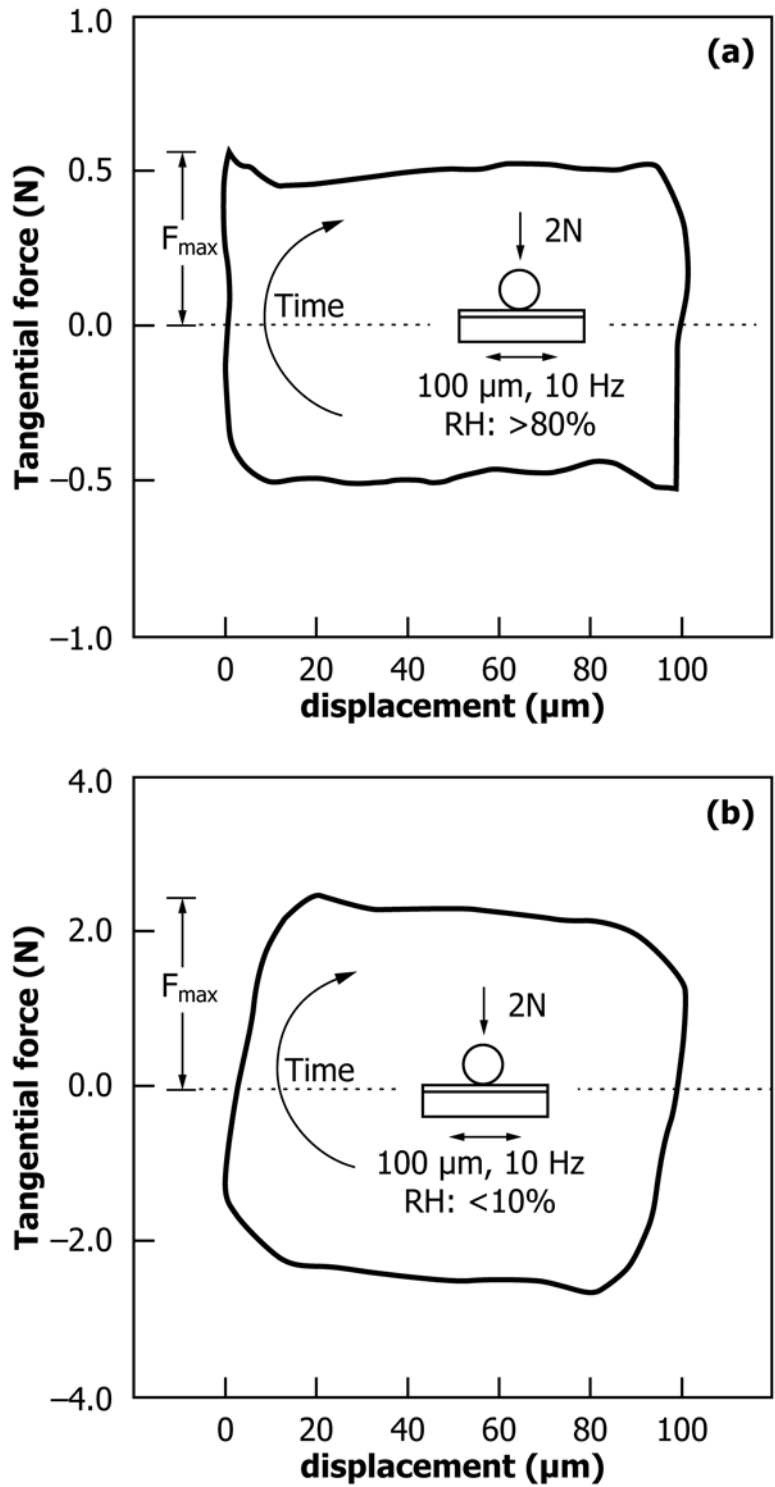 (a)
1.0
0.5
0.0
–0.5
–1.0
Tangential force (N)
Fmax
Time
2N
100 µm, 10 Hz
RH: >80%
0 20 40 60 80 100
displacement (µm)
(b)
4.0
2.0
0.0
–2.0
–4.0
Tangential force (N)
Fmax
Time
2N
100 µm, 10 Hz
RH: <10%
0 20 40 60 80 100
displacement (µm)